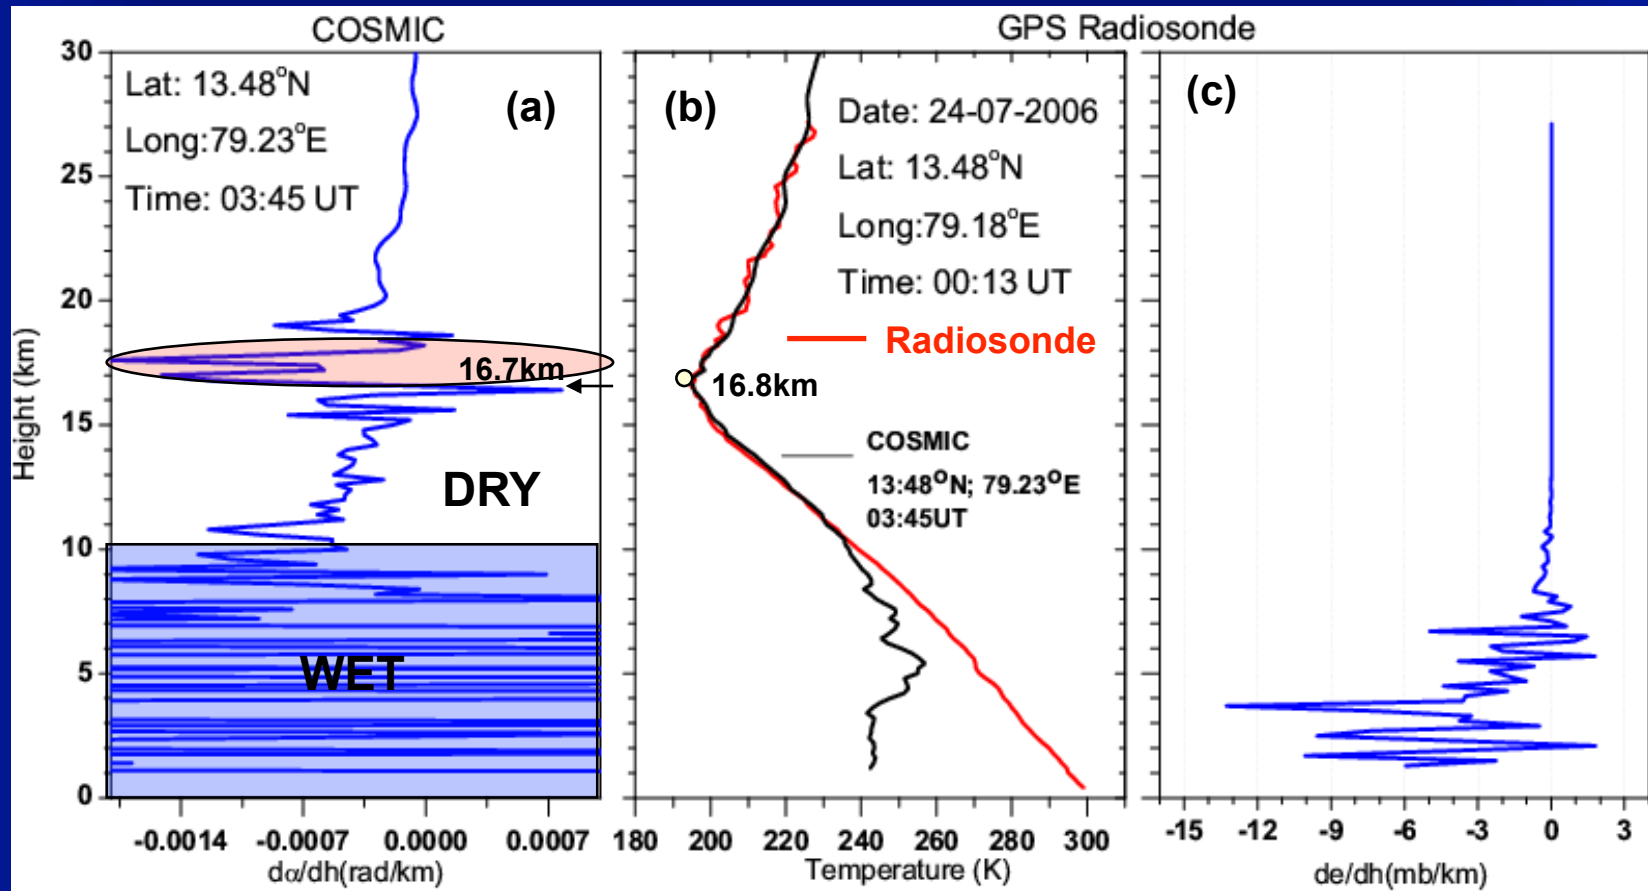 COSMIC
GPS Radiosonde
Height (km)
30
25
20
15
10
5
0
Lat: 13.48°N
Long:79.23°E
Time: 03:45 UT
(a)
16.7km
DRY
WET
-0.0014 -0.0007 0.0000 0.0007
dα/dh(rad/km)
(b)
Date: 24-07-2006
Lat: 13.48°N
Long:79.18°E
Time: 00:13 UT
Radiosonde
16.8km
COSMIC
13:48°N; 79.23°E
03:45UT
180 200 220 240 260 280 300
Temperature (K)
(c)
-15 -12 -9 -6 -3 0 3
de/dh(mb/km)